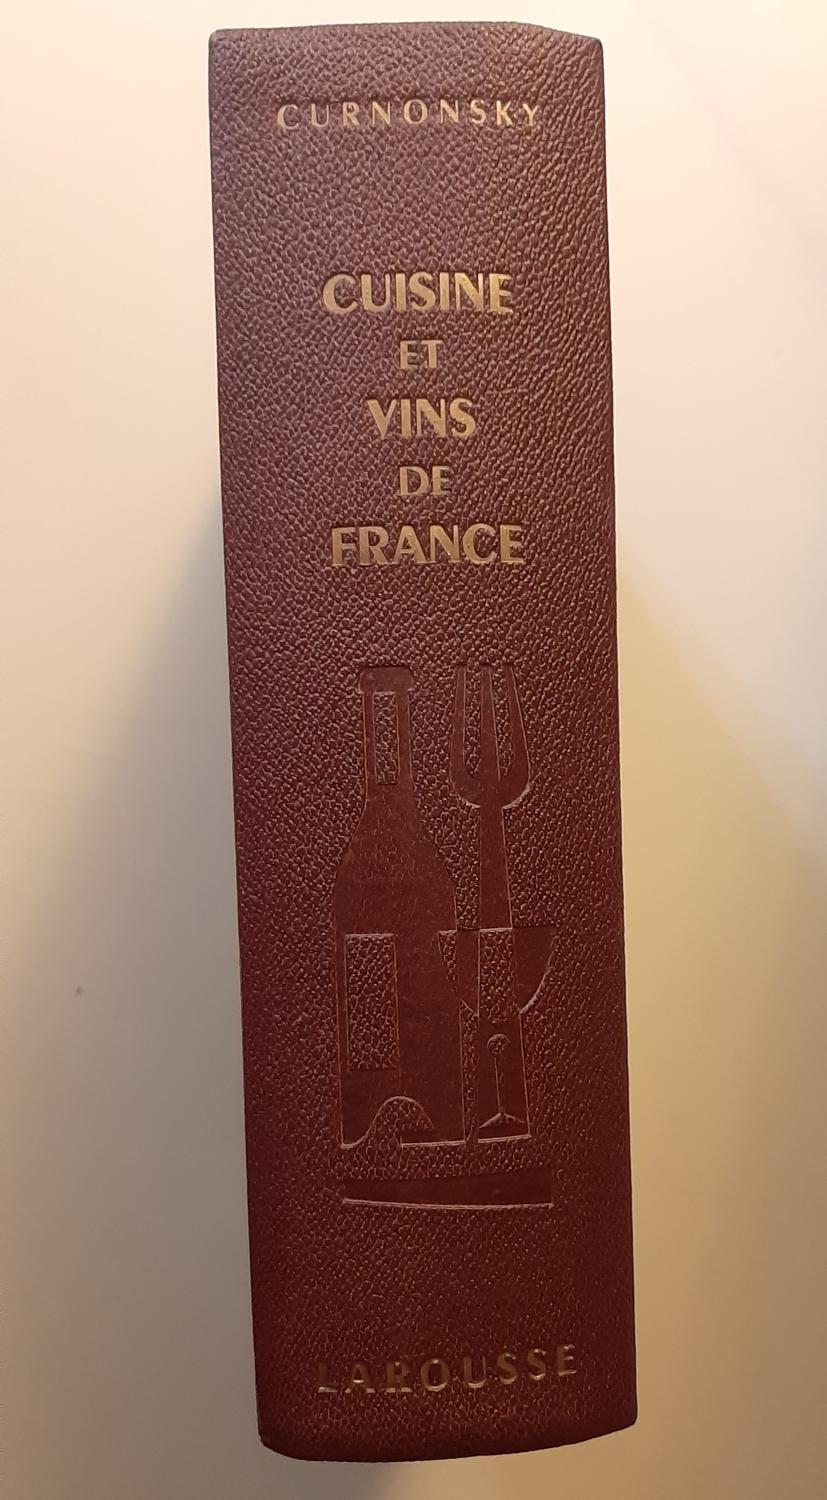 CURNONSKY
CUISINE
ET
VINS
DE
FRANCE
LAROUSSE